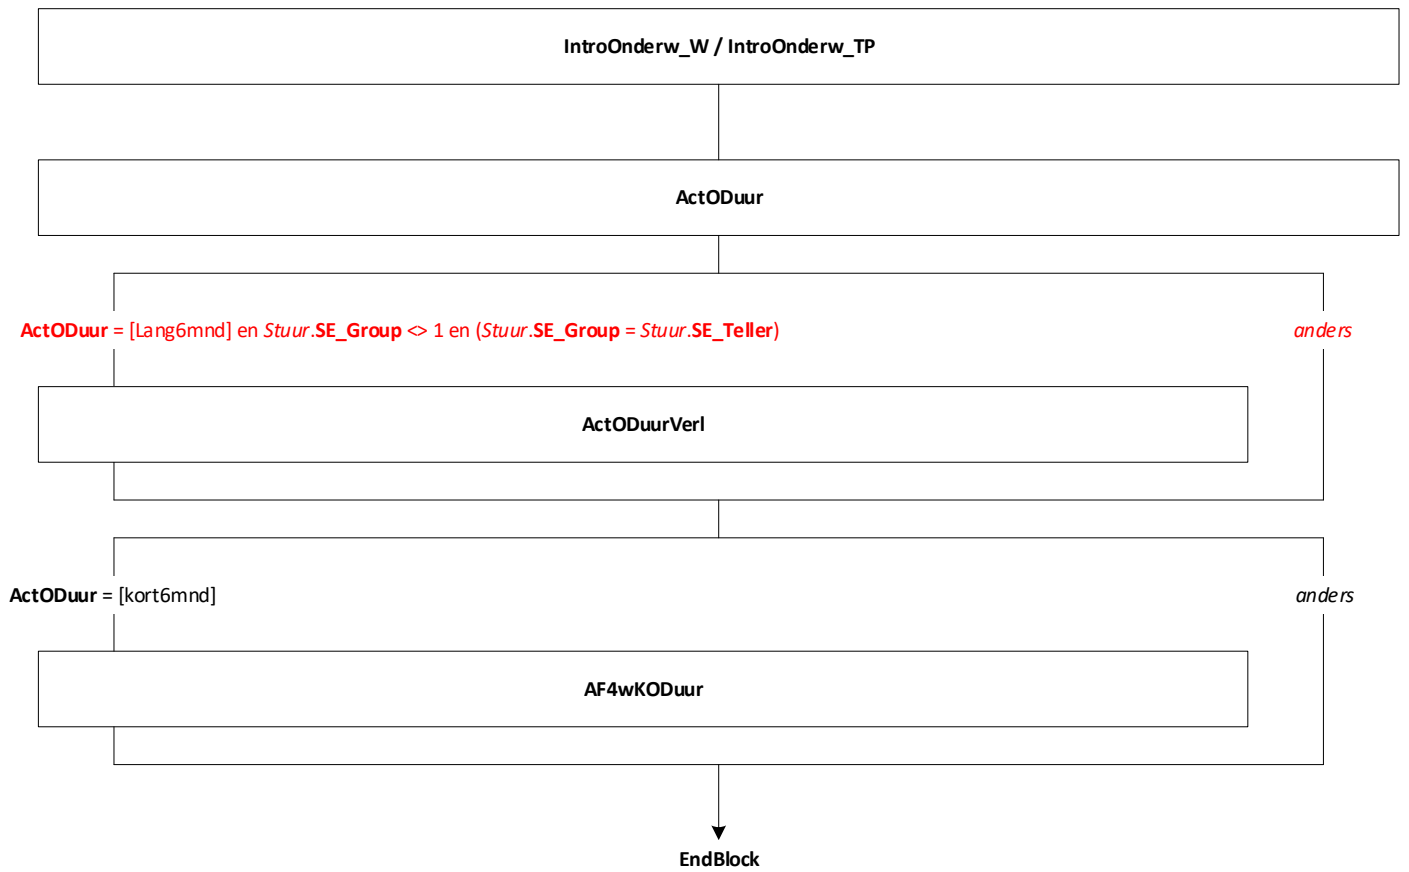 IntroOnderw_W / IntroOnderw_TP
ActODuur
ActODuur = [Lang6mnd] en Stuur.SE_Group <> 1 en (Stuur.SE_Group = Stuur.SE_Teller)
anders
ActODuurVerl
ActODuur = [kort6mnd]
anders
AF4wKODuur
EndBlock